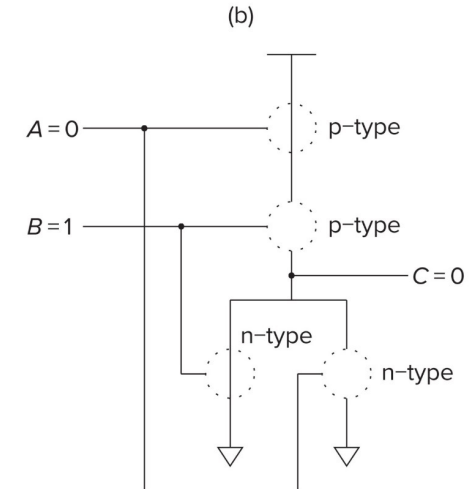 (b)
A = 0
p-type
B = 1
p-type
C = 0
n-type
n-type